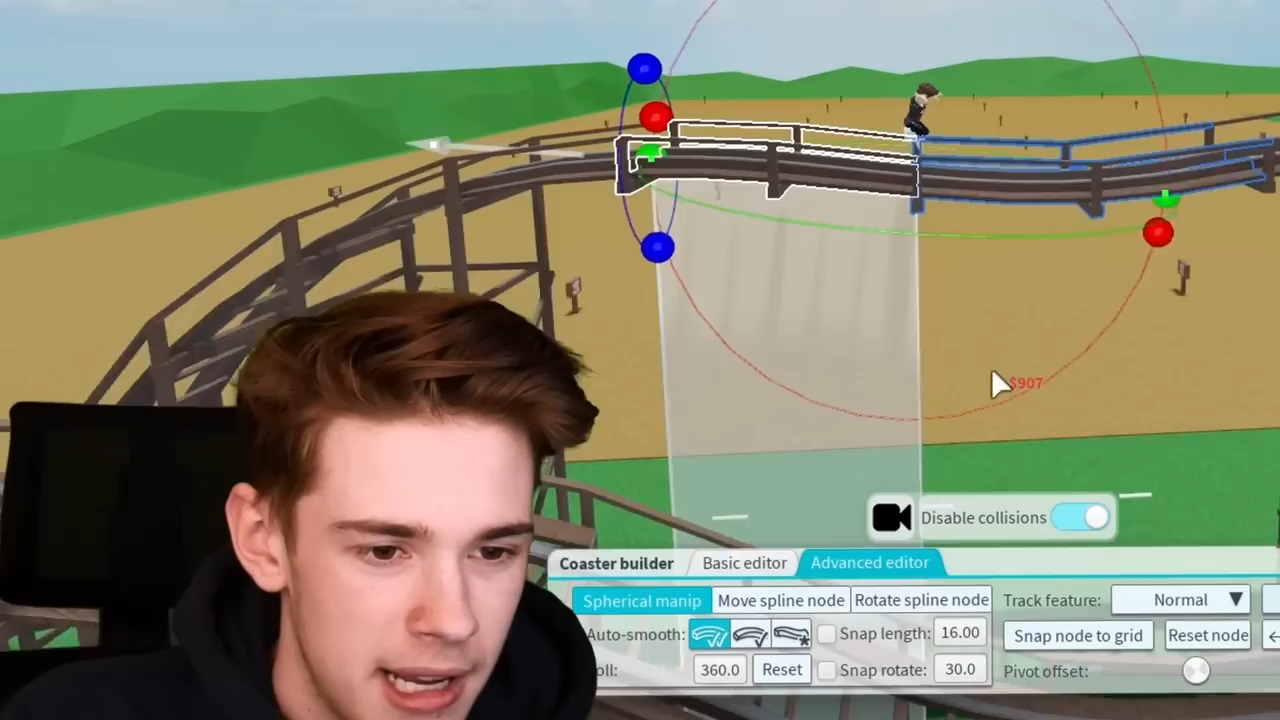 $907
Disable collisions
Coaster builder Basic editor Advanced editor
Spherical manip Move spline node Rotate spline node Track feature: Normal
Auto-smooth: Snap length: 16.00 Snap node to grid Reset node
oll: 360.0 Reset Snap rotate: 30.0 Pivot offset: